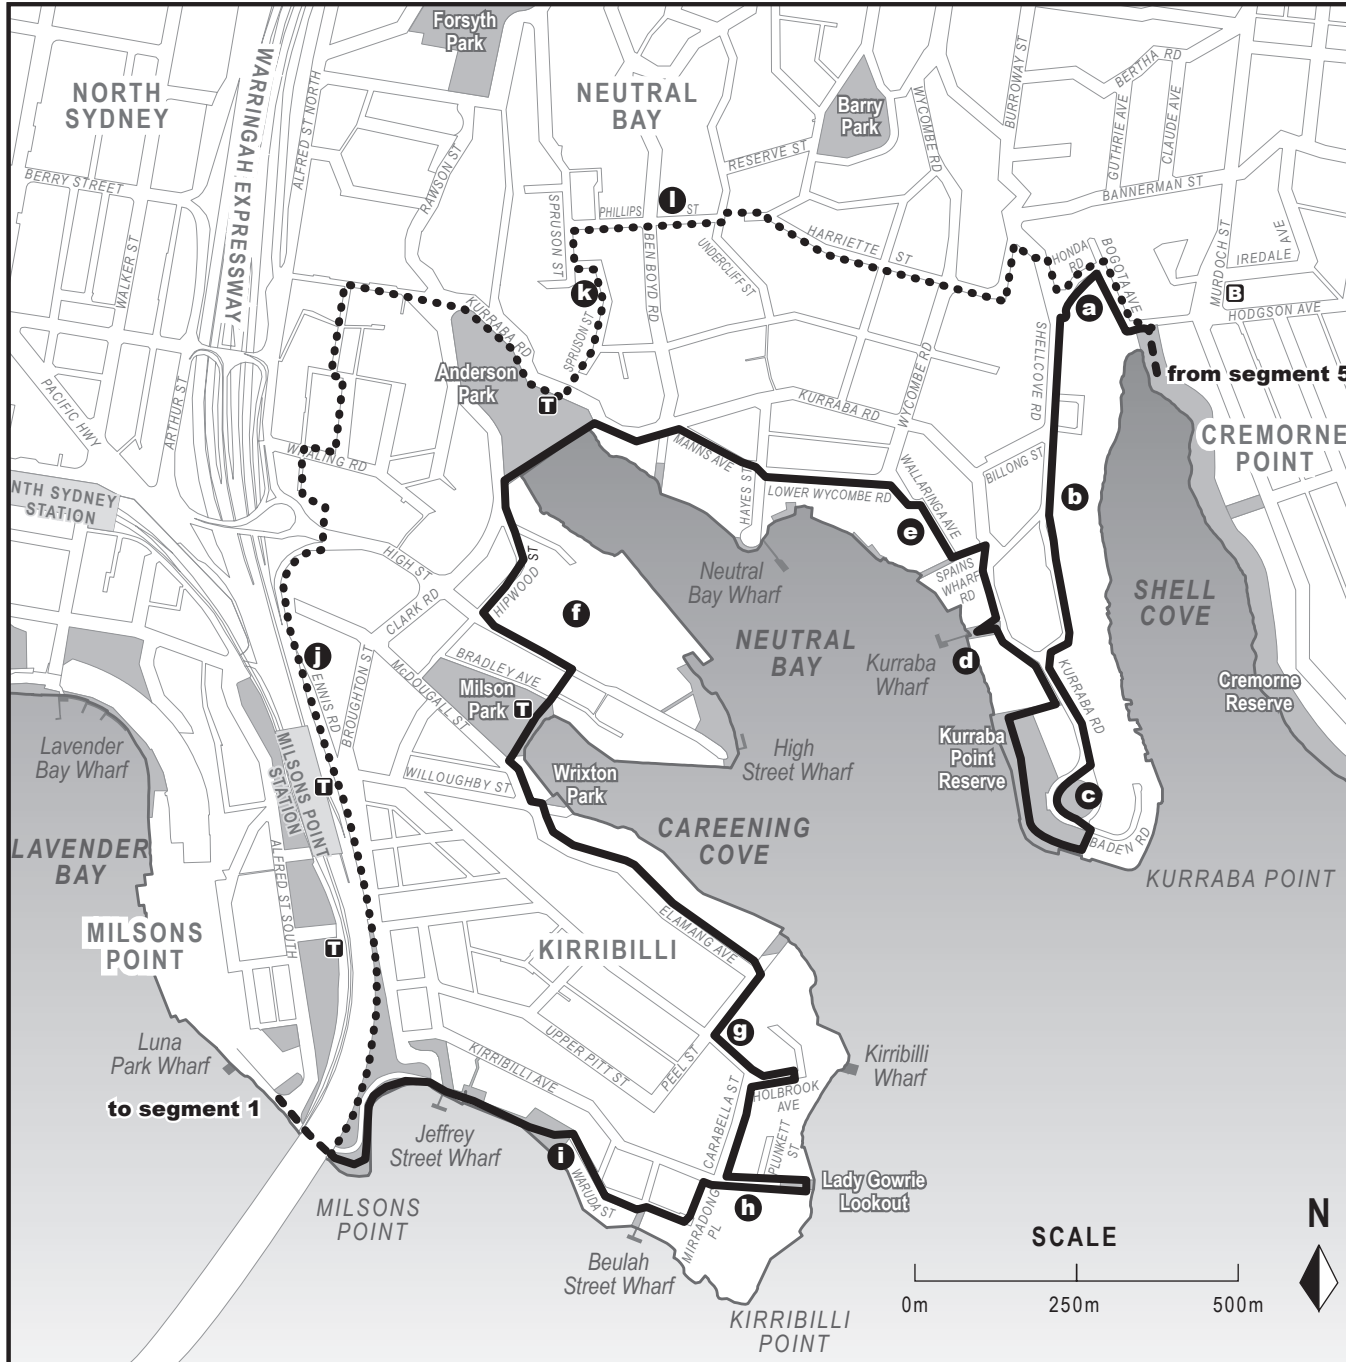 Forsyth
Park
NORTH
SYDNEY
WARRINGAH EXPRESSWAY
ALFRED ST NORTH
NEUTRAL
BAY
Barry
Park
WYCOMBE RD
BURROWAY ST
BERTHA RD
GUTHRIE AVE
CLAUDE AVE
BANNERMAN ST
RESERVE ST
BERRY STREET
RAWSON ST
SPRUSON ST
PHILLIPS ST
l
BEN BOYD RD
UNDERCLIFF ST
HARRIETTE ST
HONDA RD
BOGOTA AVE
MURDOCH ST
IREDALE AVE
B
HODGSON AVE
WALKER ST
k
SPRUSON ST
KURRABA RD
a
from segment 5
PACIFIC HWY
ARTHUR ST
Anderson
Park
T
SHELLCOVE RD
WYCOMBE RD
KURRABA RD
CREMORNE
POINT
WHALING RD
MANNS AVE
HAYES ST
LOWER WYCOMBE RD
WALLARINGA AVE
BILLONG ST
b
NTH SYDNEY
STATION
e
HIGH ST
CLARK RD
HIPWOOD ST
f
Neutral
Bay Wharf
SPAINS
WHARF
RD
SHELL
COVE
NEUTRAL
BAY
j
ENNIS RD
BROUGHTON ST
McDOUGALL ST
BRADLEY AVE
Milson
Park
T
Kurraba
Wharf
d
KURRABA RD
Cremorne
Reserve
Lavender
Bay Wharf
MILSONS POINT
STATION
T
WILLOUGHBY ST
Wrixton
Park
High
Street Wharf
Kurraba
Point
Reserve
c
BADEN RD
KURRABA POINT
CAREENING
COVE
LAVENDER
BAY
ALFRED ST SOUTH
MILSONS
POINT
T
KIRRIBILLI
ELAMANG AVE
Luna
Park Wharf
to segment 1
KIRRIBILLI AVE
UPPER PITT ST
PEEL ST
g
Kirribilli
Wharf
HOLBROOK
AVE
CARABELLA ST
PLUNKETT
ST
Jeffrey
Street Wharf
i
WARUDA ST
MIRRADONG
PL
h
Lady Gowrie
Lookout
MILSONS
POINT
Beulah
Street Wharf
KIRRIBILLI
POINT
SCALE
0m
250m
500m
N